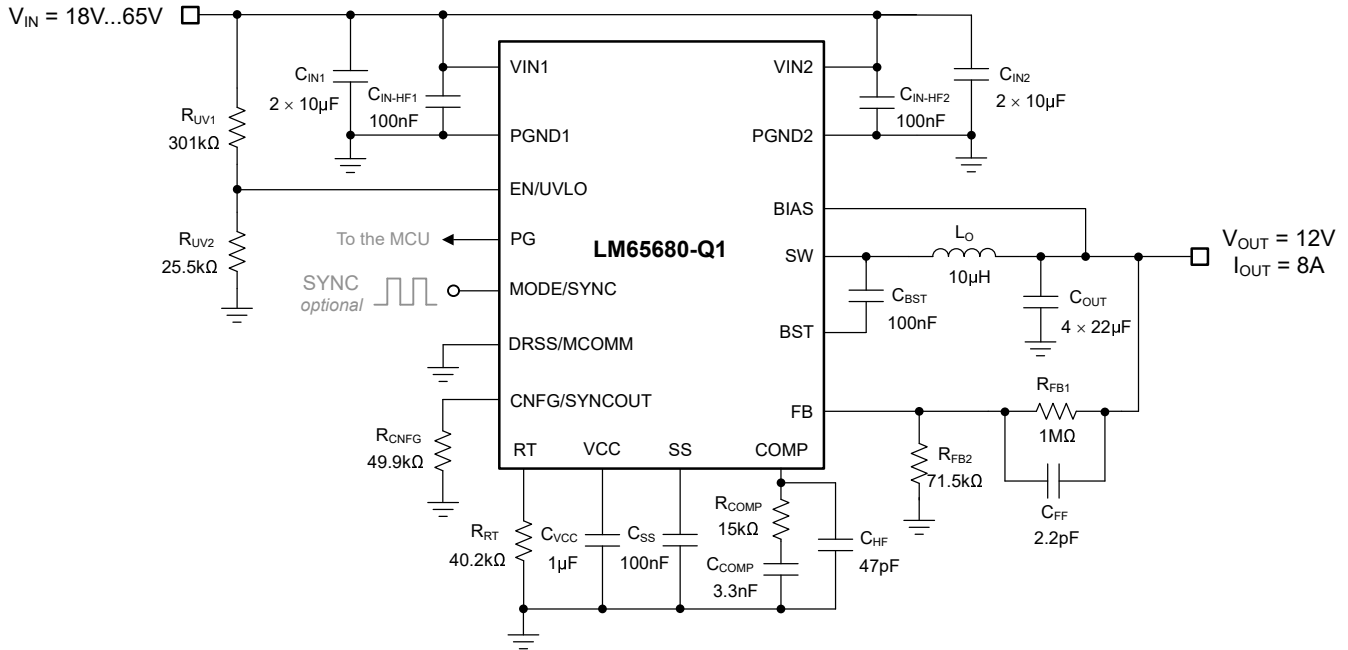 V_IN = 18V...65V
C_IN1
2 × 10µF
C_IN-HF1
100nF
R_UV1
301kΩ
R_UV2
25.5kΩ
To the MCU
SYNC
optional
R_CNFG
49.9kΩ
VIN1
PGND1
EN/UVLO
PG
MODE/SYNC
DRSS/MCOMM
CNFG/SYNCOUT
RT
VCC
SS
COMP
LM65680-Q1
VIN2
PGND2
BIAS
SW
BST
FB
C_IN-HF2
100nF
C_IN2
2 × 10µF
L_O
10µH
C_BST
100nF
C_OUT
4 × 22µF
V_OUT = 12V
I_OUT = 8A
R_FB1
1MΩ
R_FB2
71.5kΩ
C_FF
2.2pF
R_RT
40.2kΩ
C_VCC
1µF
C_SS
100nF
R_COMP
15kΩ
C_COMP
3.3nF
C_HF
47pF